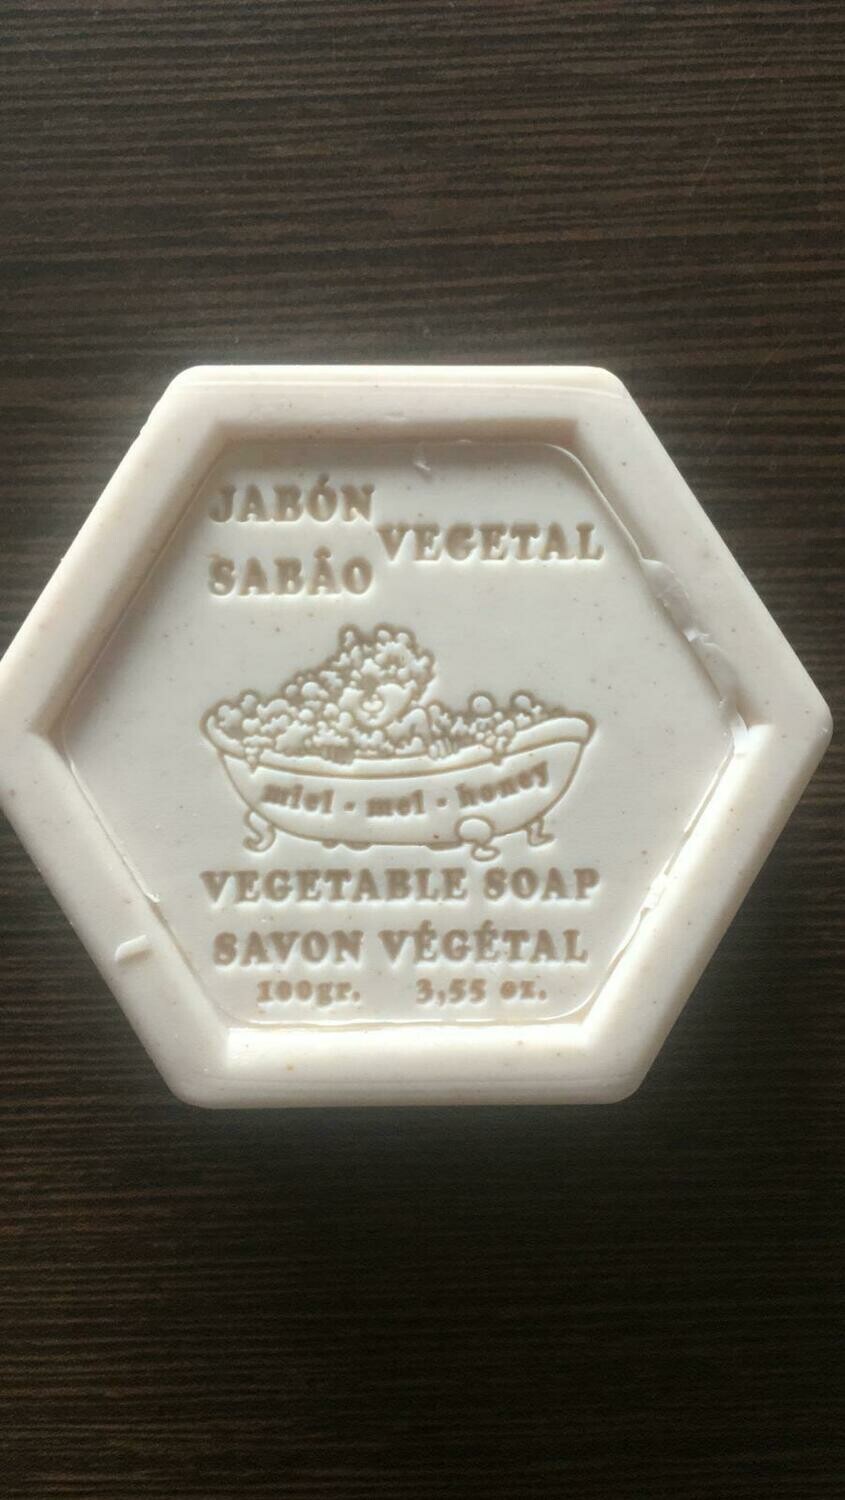 JABÓN
VEGETAL
SABÃO
miel · mel · honey
VEGETABLE SOAP
SAVON VÉGÉTAL
100gr. 3,55 oz.